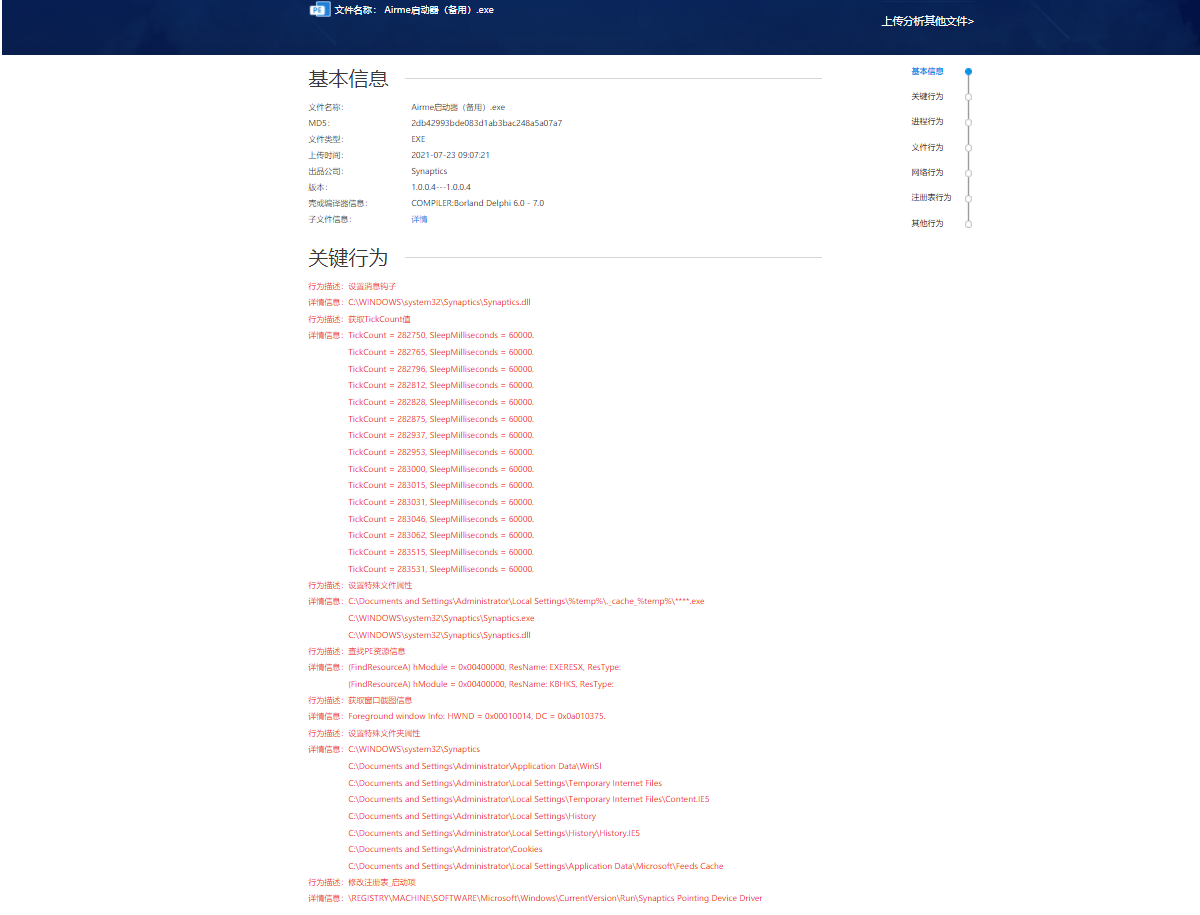 PE 文件名称： Airme启动器（备用）.exe
上传分析其他文件>
基本信息
文件名称： Airme启动器（备用）.exe
MD5： 2db42993bde083d1ab3bac248a5a07a7
文件类型： EXE
上传时间： 2021-07-23 09:07:21
出品公司： Synaptics
版本： 1.0.0.4---1.0.0.4
壳或编译器信息： COMPILER:Borland Delphi 6.0 - 7.0
子文件信息： 详情
基本信息
关键行为
进程行为
文件行为
网络行为
注册表行为
其他行为
关键行为
行为描述： 设置消息钩子
详情信息： C:\WINDOWS\system32\Synaptics\Synaptics.dll
行为描述： 获取TickCount值
详情信息： TickCount = 282750, SleepMilliseconds = 60000.
TickCount = 282765, SleepMilliseconds = 60000.
TickCount = 282796, SleepMilliseconds = 60000.
TickCount = 282812, SleepMilliseconds = 60000.
TickCount = 282828, SleepMilliseconds = 60000.
TickCount = 282875, SleepMilliseconds = 60000.
TickCount = 282937, SleepMilliseconds = 60000.
TickCount = 282953, SleepMilliseconds = 60000.
TickCount = 283000, SleepMilliseconds = 60000.
TickCount = 283015, SleepMilliseconds = 60000.
TickCount = 283031, SleepMilliseconds = 60000.
TickCount = 283046, SleepMilliseconds = 60000.
TickCount = 283062, SleepMilliseconds = 60000.
TickCount = 283515, SleepMilliseconds = 60000.
TickCount = 283531, SleepMilliseconds = 60000.
行为描述： 设置特殊文件属性
详情信息： C:\Documents and Settings\Administrator\Local Settings\%temp%\._cache_%temp%\****.exe
C:\WINDOWS\system32\Synaptics\Synaptics.exe
C:\WINDOWS\system32\Synaptics\Synaptics.dll
行为描述： 查找PE资源信息
详情信息： (FindResourceA) hModule = 0x00400000, ResName: EXERESX, ResType:
(FindResourceA) hModule = 0x00400000, ResName: KBHKS, ResType:
行为描述： 获取窗口截图信息
详情信息： Foreground window Info: HWND = 0x00010014, DC = 0x0a010375.
行为描述： 设置特殊文件夹属性
详情信息： C:\WINDOWS\system32\Synaptics
C:\Documents and Settings\Administrator\Application Data\WinSI
C:\Documents and Settings\Administrator\Local Settings\Temporary Internet Files
C:\Documents and Settings\Administrator\Local Settings\Temporary Internet Files\Content.IE5
C:\Documents and Settings\Administrator\Local Settings\History
C:\Documents and Settings\Administrator\Local Settings\History\History.IE5
C:\Documents and Settings\Administrator\Cookies
C:\Documents and Settings\Administrator\Local Settings\Application Data\Microsoft\Feeds Cache
行为描述： 修改注册表_启动项
详情信息： \REGISTRY\MACHINE\SOFTWARE\Microsoft\Windows\CurrentVersion\Run\Synaptics Pointing Device Driver